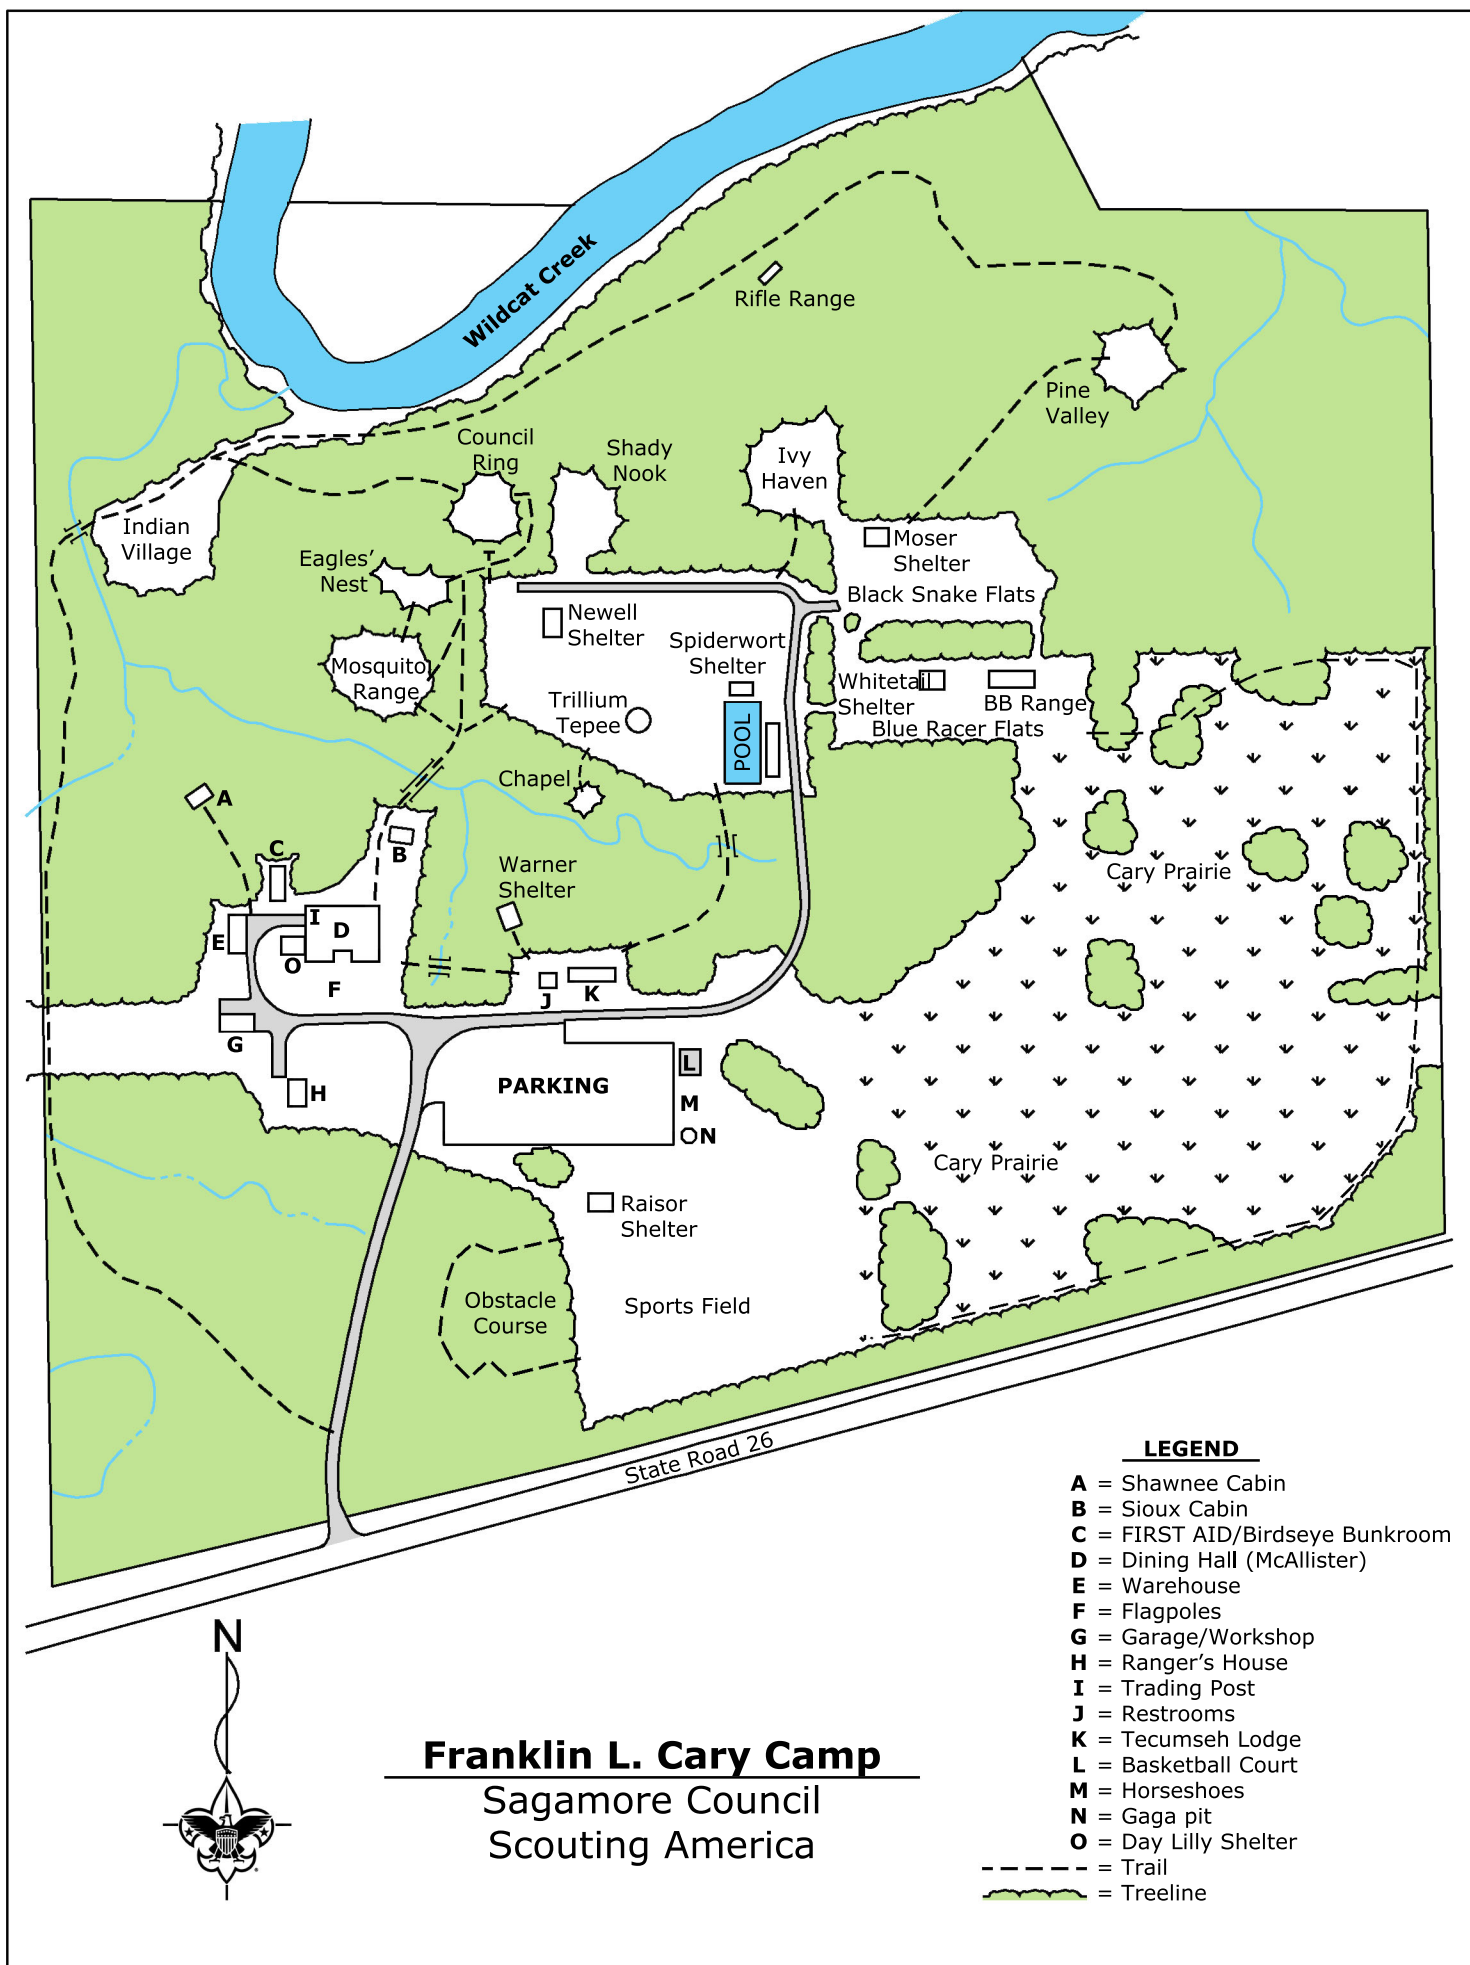 Wildcat Creek
Rifle Range
Pine
Valley
Council
Ring
Shady
Nook
Ivy
Haven
Indian
Village
Moser
Shelter
Eagles’
Nest
Black Snake Flats
Newell
Shelter
Spiderwort
Shelter
Mosquito
Range
Whitetail
Shelter
BB Range
Trillium
Tepee
Blue Racer Flats
POOL
Chapel
A
B
C
Warner
Shelter
Cary Prairie
I
D
E
O
F
J
K
G
L
PARKING
H
M
N
Cary Prairie
Raisor
Shelter
Obstacle
Course
Sports Field
State Road 26
LEGEND
A = Shawnee Cabin
B = Sioux Cabin
C = FIRST AID/Birdseye Bunkroom
D = Dining Hall (McAllister)
E = Warehouse
F = Flagpoles
G = Garage/Workshop
H = Ranger’s House
I = Trading Post
J = Restrooms
K = Tecumseh Lodge
L = Basketball Court
M = Horseshoes
N = Gaga pit
O = Day Lilly Shelter
= Trail
= Treeline
N
Franklin L. Cary Camp
Sagamore Council
Scouting America